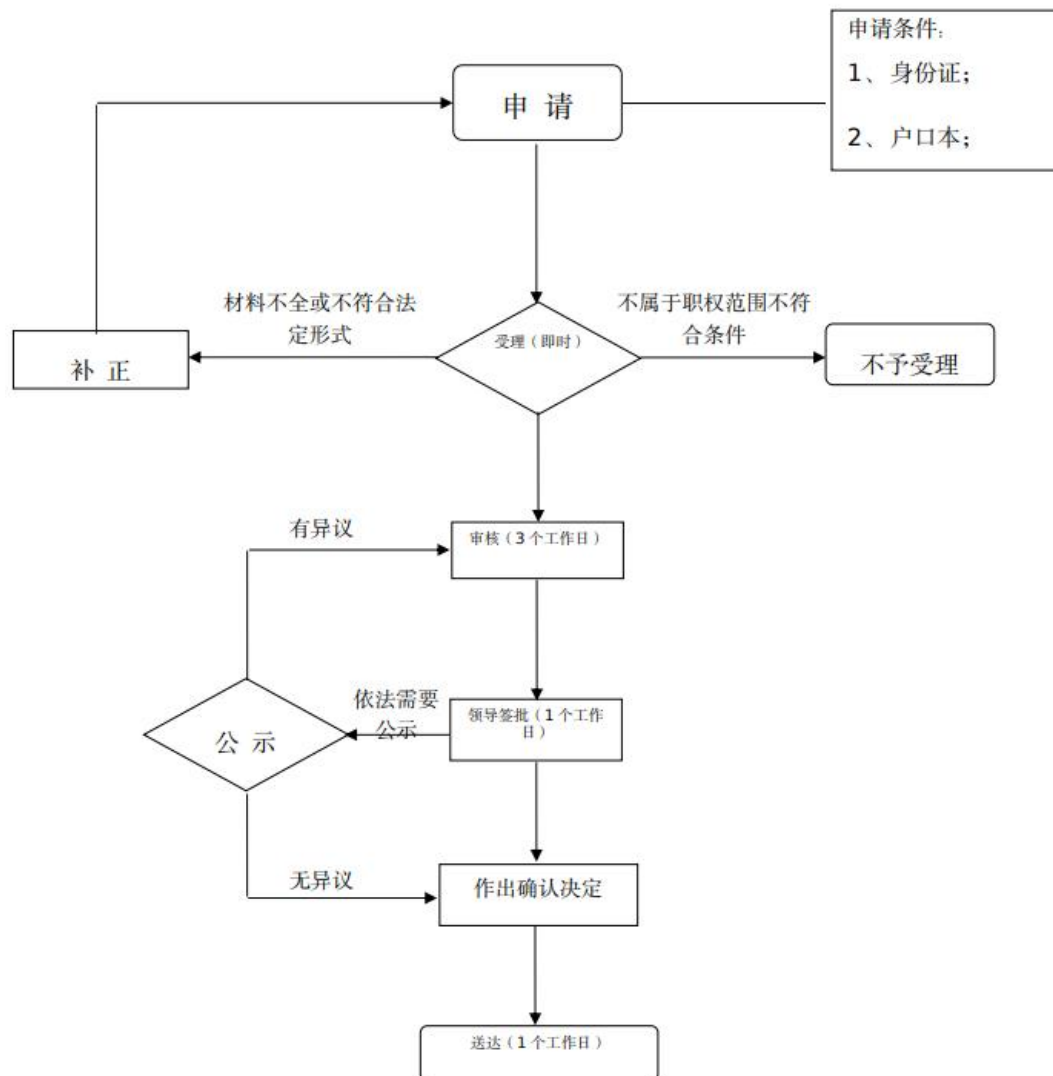 申请条件:
1、身份证;
申 请
2、户口本;
材料不全或不符合法
定形式
不属于职权范围不符
合条件
受理（即时）
补 正
不予受理
有异议
审核（3 个工作日）
依法需要
公示
领导签批（1 个工作
日）
公 示
无异议
作出确认决定
送达（1 个工作日）